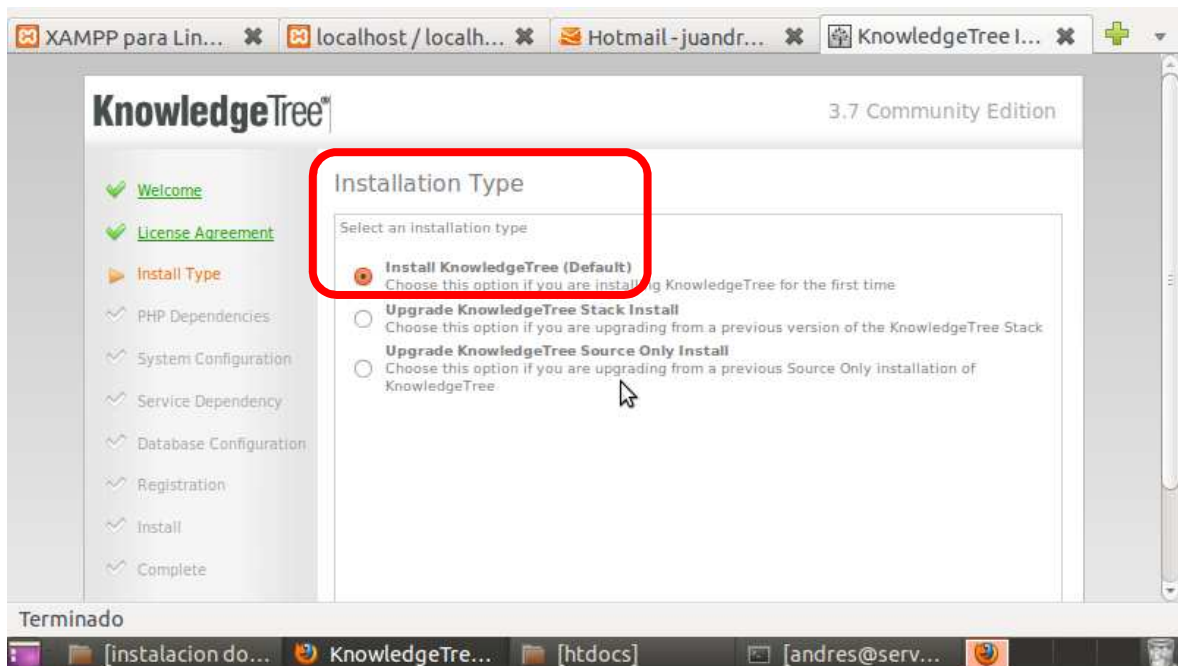 XAMPP para Lin...
localhost / localh...
Hotmail - juandr...
KnowledgeTree I...
KnowledgeTree®
3.7 Community Edition
Welcome
License Agreement
Install Type
PHP Dependencies
System Configuration
Service Dependency
Database Configuration
Registration
Install
Complete
Installation Type
Select an installation type
Install KnowledgeTree (Default)
Choose this option if you are installing KnowledgeTree for the first time
Upgrade KnowledgeTree Stack Install
Choose this option if you are upgrading from a previous version of the KnowledgeTree Stack
Upgrade KnowledgeTree Source Only Install
Choose this option if you are upgrading from a previous Source Only installation of
KnowledgeTree
Terminado
[instalacion do...
KnowledgeTre...
[htdocs]
[andres@serv...